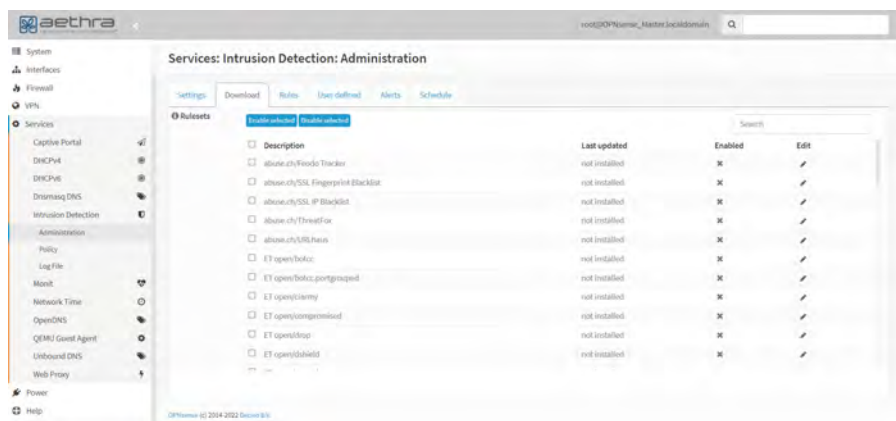 aethra
root@OPNsense_Master.localdomain
System
Interfaces
Firewall
VPN
Services
Captive Portal
DHCPv4
DHCPv6
Dnsmasq DNS
Intrusion Detection
Administration
Policy
Log File
Monit
Network Time
OpenDNS
QEMU Guest Agent
Unbound DNS
Web Proxy
Power
Help
Services: Intrusion Detection: Administration
Settings Download Rules User defined Alerts Schedule
Rulesets
Enable selected Disable selected
Search
Description Last updated Enabled Edit
abuse.ch/Feodo Tracker not installed
abuse.ch/SSL Fingerprint Blacklist not installed
abuse.ch/SSL IP Blacklist not installed
abuse.ch/ThreatFox not installed
abuse.ch/URLhaus not installed
ET open/botcc not installed
ET open/botcc.portgrouped not installed
ET open/ciarmy not installed
ET open/compromised not installed
ET open/drop not installed
ET open/dshield not installed
OPNsense (c) 2014-2022 Deciso B.V.